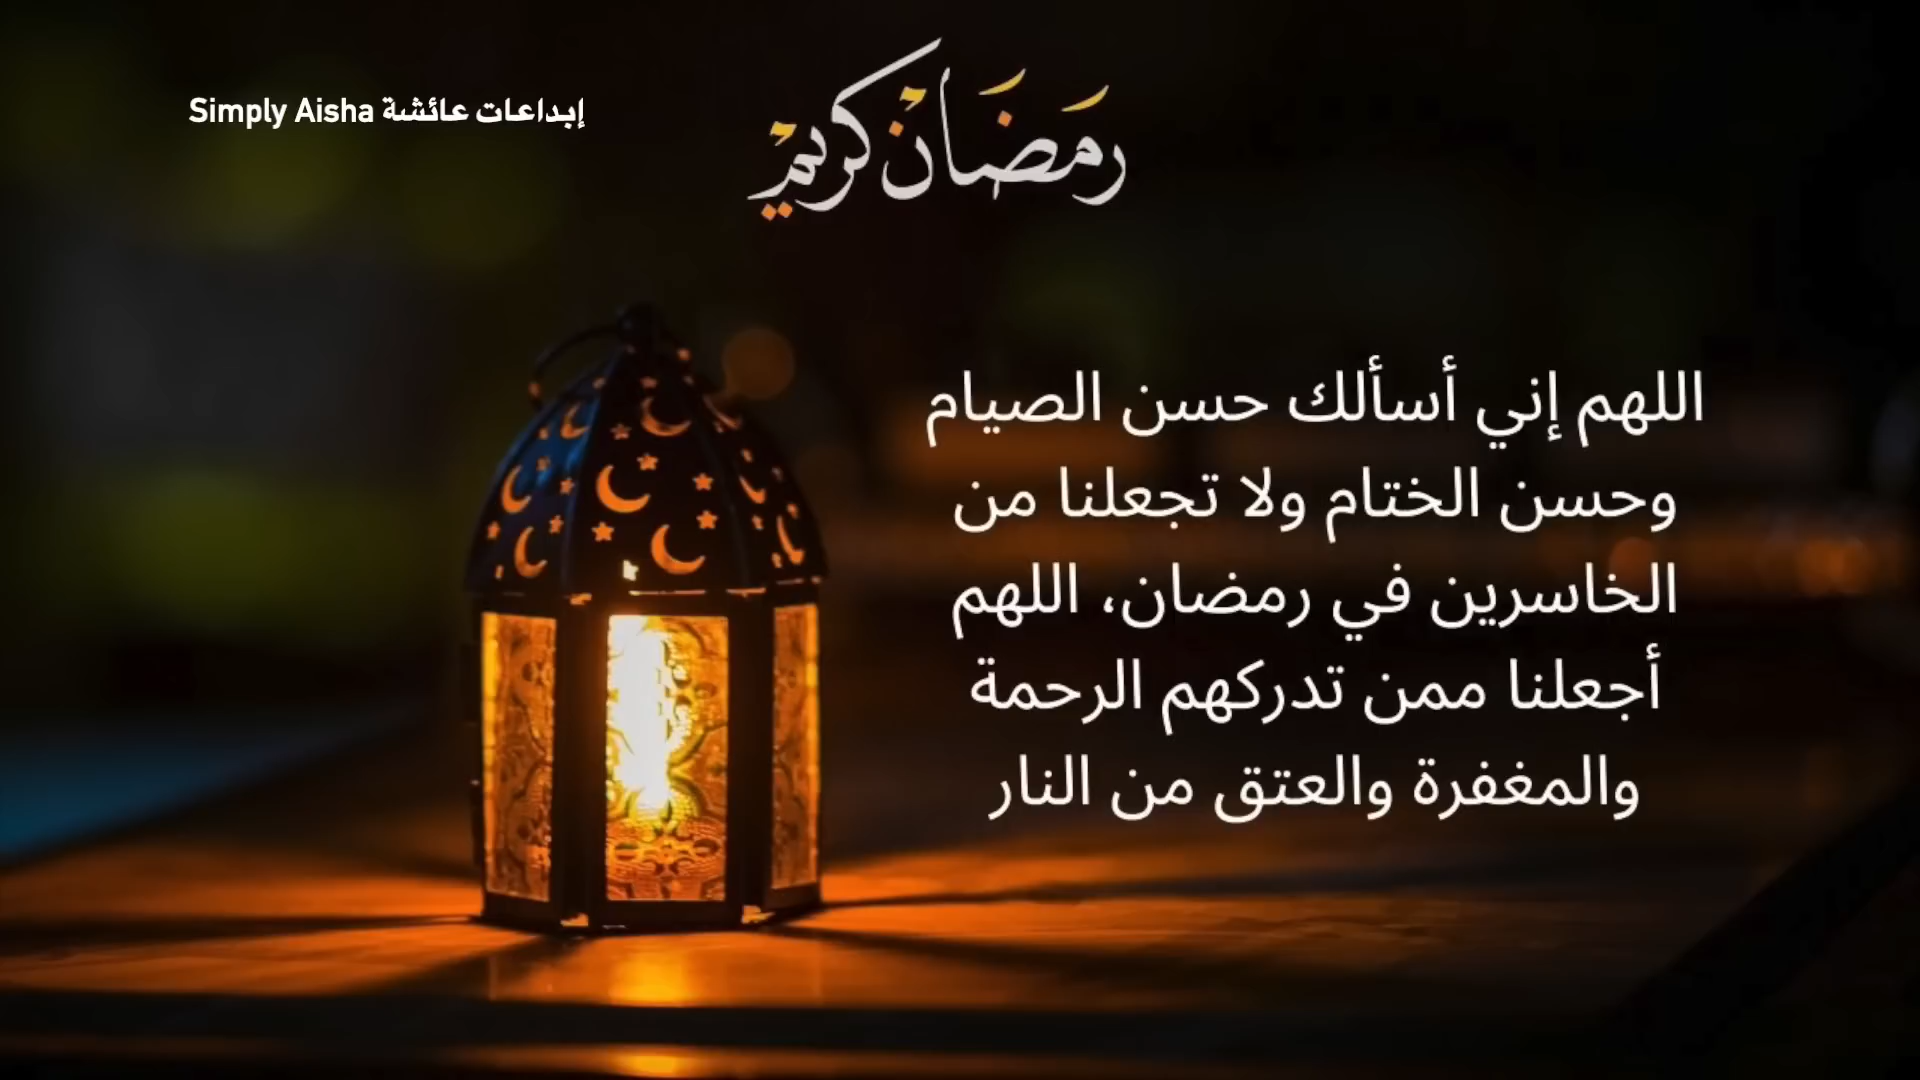 رَمَضَانْ كريمْ
إبداعات عائشة Simply Aisha
اللهم إني أسألك حسن الصيام
وحسن الختام ولا تجعلنا من
الخاسرين في رمضان، اللهم
أجعلنا ممن تدركهم الرحمة
والمغفرة والعتق من النار